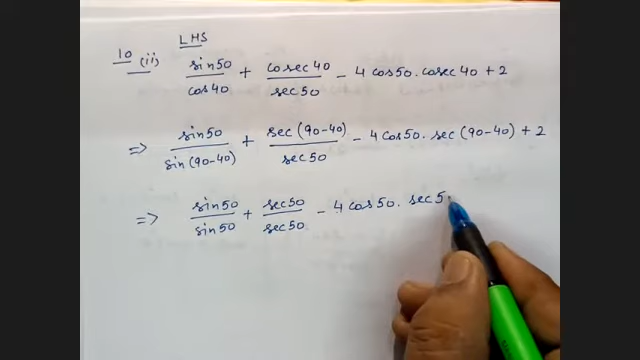 LHS
10 (ii) sin50/cos40 + cosec40/sec50 - 4 cos50 . cosec40 + 2
=> sin50/sin(90-40) + sec(90-40)/sec50 - 4 cos50 . sec(90-40) + 2
=> sin50/sin50 + sec50/sec50 - 4 cos50 . sec5